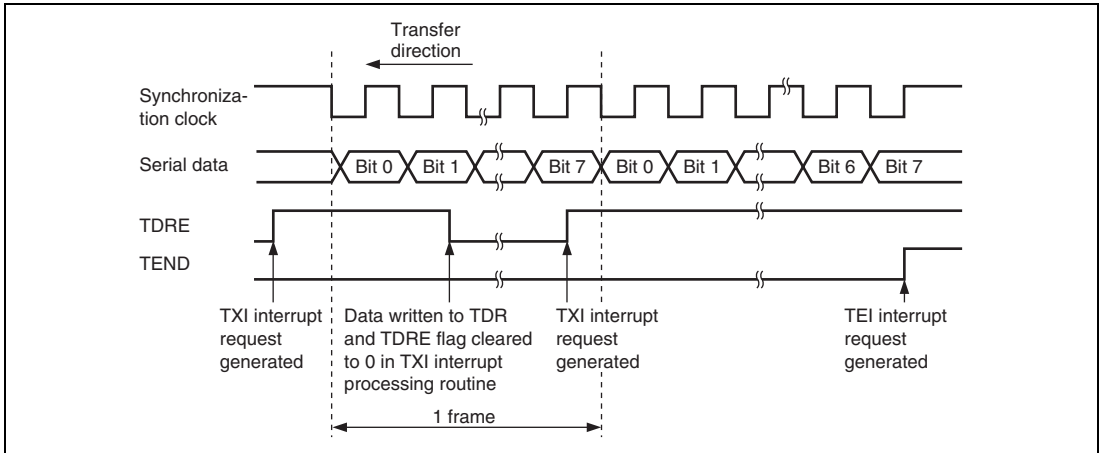 Transfer
direction
Synchroniza-
tion clock
Serial data
Bit 0 Bit 1 Bit 7 Bit 0 Bit 1 Bit 6 Bit 7
TDRE
TEND
TXI interrupt
request
generated
Data written to TDR
and TDRE flag cleared
to 0 in TXI interrupt
processing routine
TXI interrupt
request
generated
TEI interrupt
request
generated
1 frame